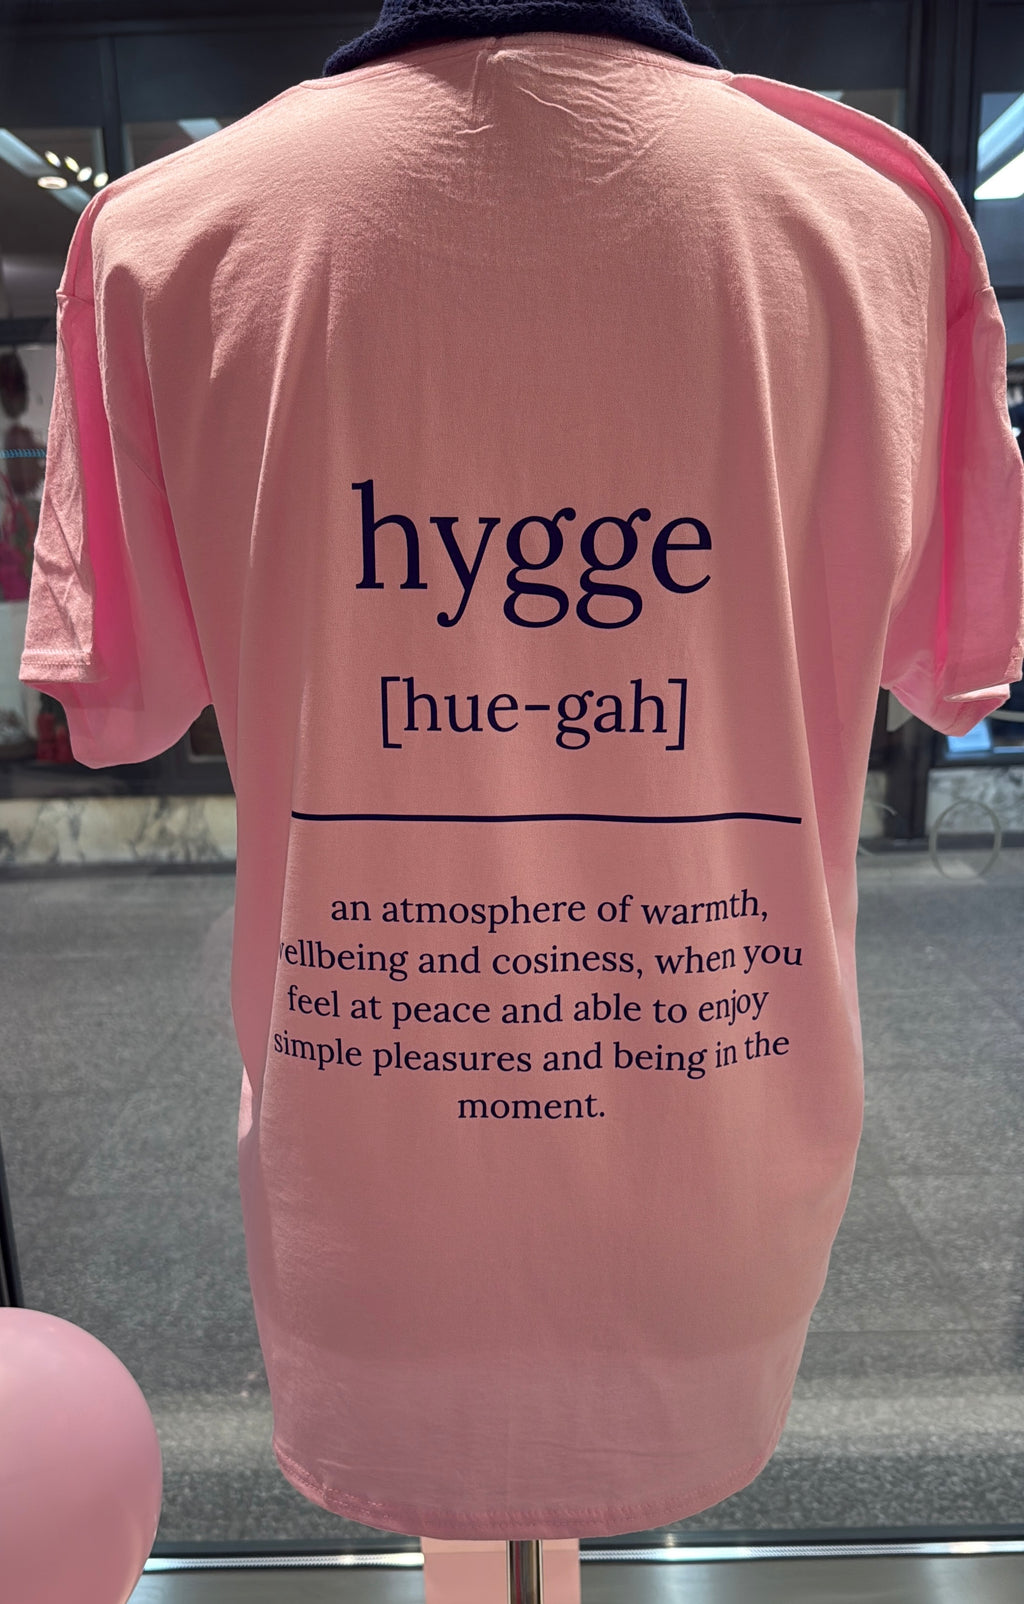 hygge
[hue-gah]
an atmosphere of warmth,
wellbeing and cosiness, when you
feel at peace and able to enjoy
simple pleasures and being in the
moment.